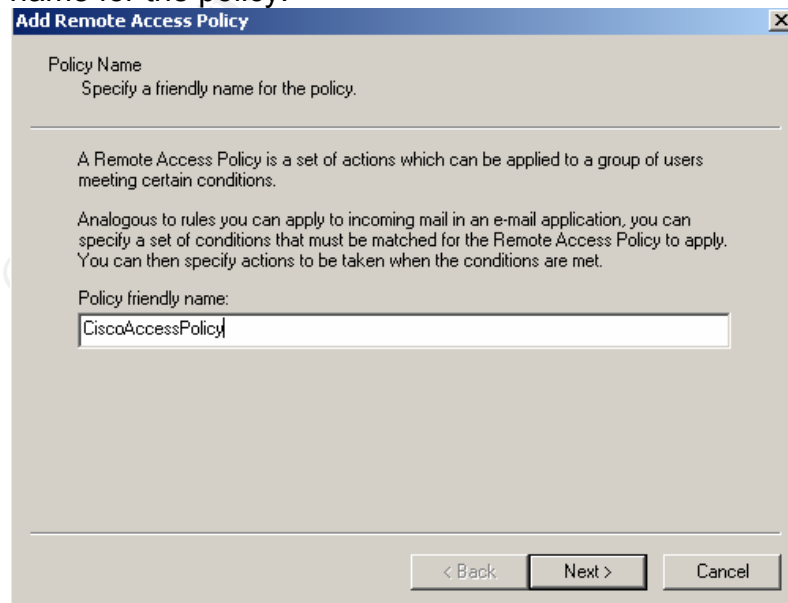 name for the policy.
Add Remote Access Policy
Policy Name
Specify a friendly name for the policy.
A Remote Access Policy is a set of actions which can be applied to a group of users
meeting certain conditions.
Analogous to rules you can apply to incoming mail in an e-mail application, you can
specify a set of conditions that must be matched for the Remote Access Policy to apply.
You can then specify actions to be taken when the conditions are met.
Policy friendly name:
CiscoAccessPolicy
< Back Next > Cancel